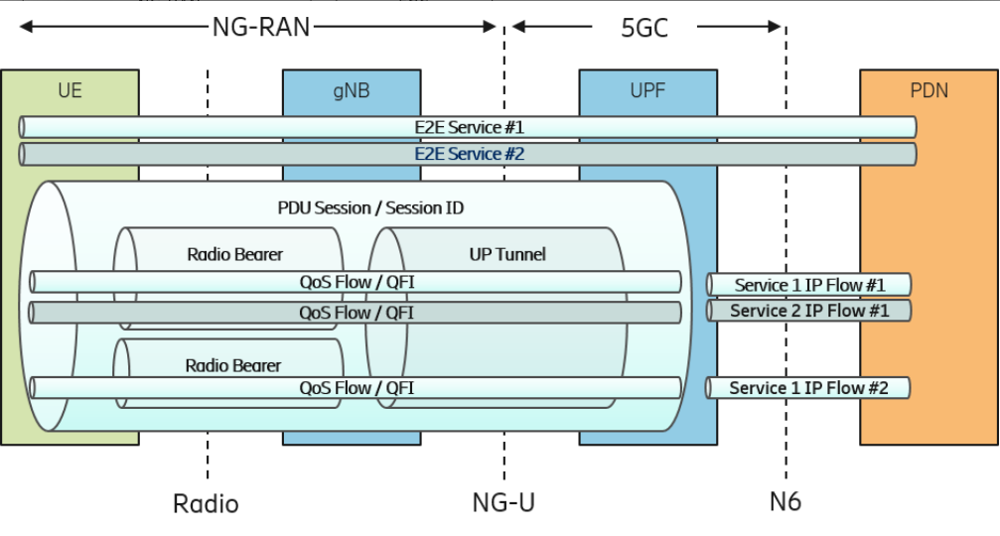 NG-RAN
5GC
UE
gNB
UPF
PDN
E2E Service #1
E2E Service #2
PDU Session / Session ID
Radio Bearer
UP Tunnel
QoS Flow / QFI
Service 1 IP Flow #1
QoS Flow / QFI
Service 2 IP Flow #1
Radio Bearer
QoS Flow / QFI
Service 1 IP Flow #2
Radio
NG-U
N6